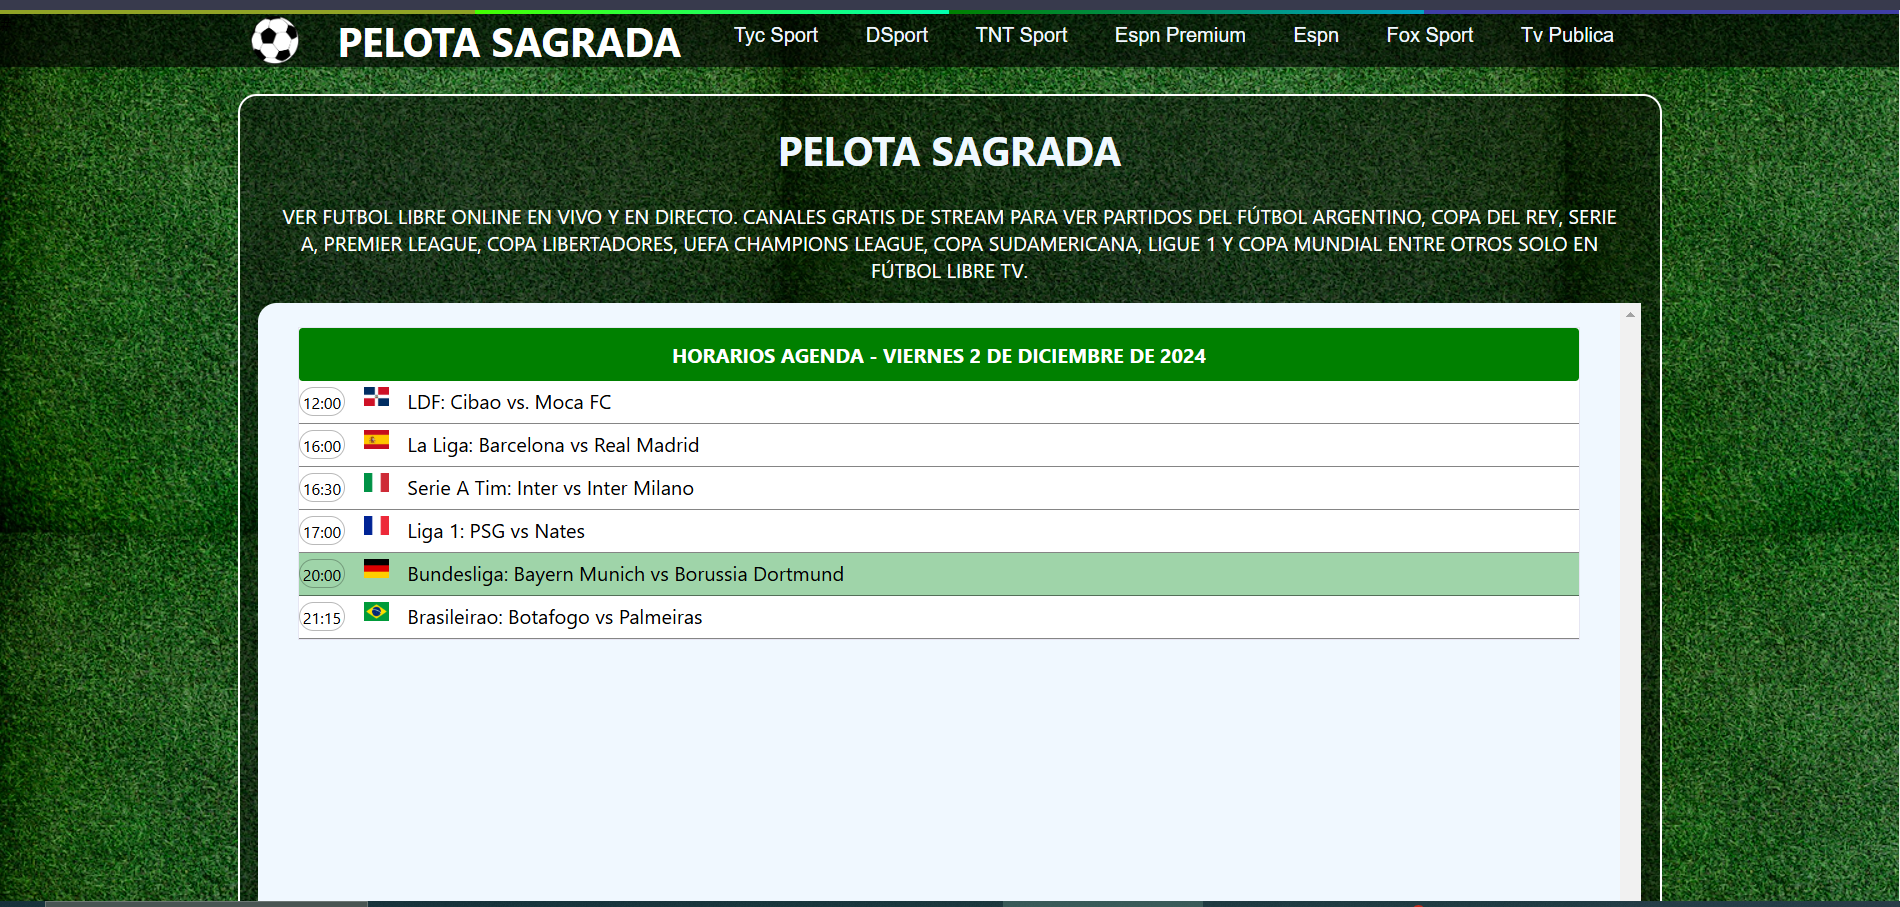 PELOTA SAGRADA Tyc Sport DSport TNT Sport Espn Premium Espn Fox Sport Tv Publica
PELOTA SAGRADA
VER FUTBOL LIBRE ONLINE EN VIVO Y EN DIRECTO. CANALES GRATIS DE STREAM PARA VER PARTIDOS DEL FÚTBOL ARGENTINO, COPA DEL REY, SERIE
A, PREMIER LEAGUE, COPA LIBERTADORES, UEFA CHAMPIONS LEAGUE, COPA SUDAMERICANA, LIGUE 1 Y COPA MUNDIAL ENTRE OTROS SOLO EN
FÚTBOL LIBRE TV.
HORARIOS AGENDA - VIERNES 2 DE DICIEMBRE DE 2024
12:00 LDF: Cibao vs. Moca FC
16:00 La Liga: Barcelona vs Real Madrid
16:30 Serie A Tim: Inter vs Inter Milano
17:00 Liga 1: PSG vs Nates
20:00 Bundesliga: Bayern Munich vs Borussia Dortmund
21:15 Brasileirao: Botafogo vs Palmeiras